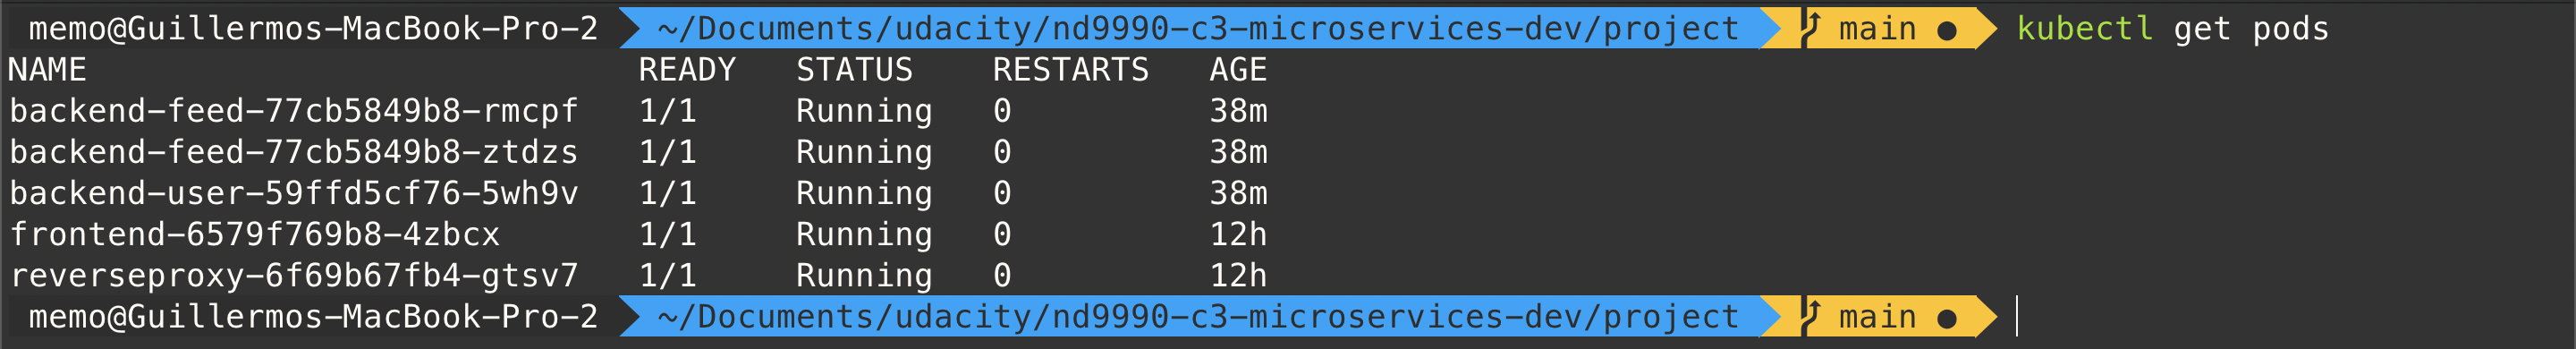 memo@Guillermos-MacBook-Pro-2 ~/Documents/udacity/nd9990-c3-microservices-dev/project main ● kubectl get pods
NAME READY STATUS RESTARTS AGE
backend-feed-77cb5849b8-rmcpf 1/1 Running 0 38m
backend-feed-77cb5849b8-ztdzs 1/1 Running 0 38m
backend-user-59ffd5cf76-5wh9v 1/1 Running 0 38m
frontend-6579f769b8-4zbcx 1/1 Running 0 12h
reverseproxy-6f69b67fb4-gtsv7 1/1 Running 0 12h
memo@Guillermos-MacBook-Pro-2 ~/Documents/udacity/nd9990-c3-microservices-dev/project main ●